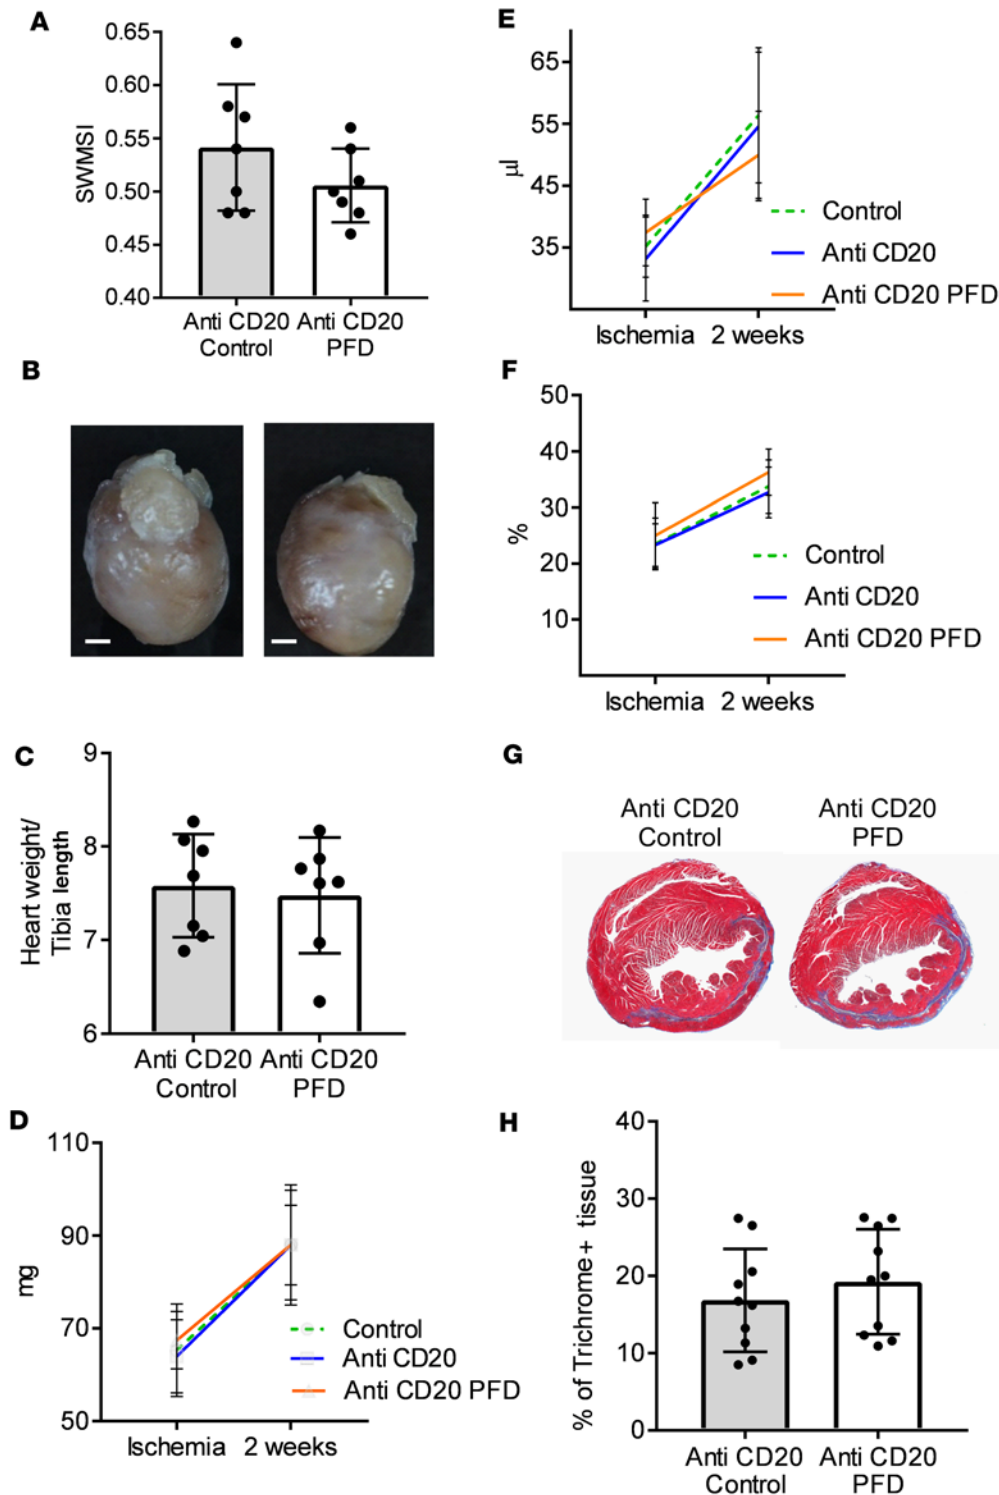 A
SWMSI
0.65
0.60
0.55
0.50
0.45
0.40
Anti CD20 Anti CD20
Control PFD
B
C
Heart weight/
Tibia length
9
8
7
6
Anti CD20 Anti CD20
Control PFD
D
mg
110
90
70
50
Control
Anti CD20
Anti CD20 PFD
Ischemia 2 weeks
E
µl
65
55
45
35
Control
Anti CD20
Anti CD20 PFD
Ischemia 2 weeks
F
%
50
40
30
20
10
Control
Anti CD20
Anti CD20 PFD
Ischemia 2 weeks
G
Anti CD20 Anti CD20
Control PFD
H
% of Trichrome+ tissue
40
30
20
10
0
Anti CD20 Anti CD20
Control PFD